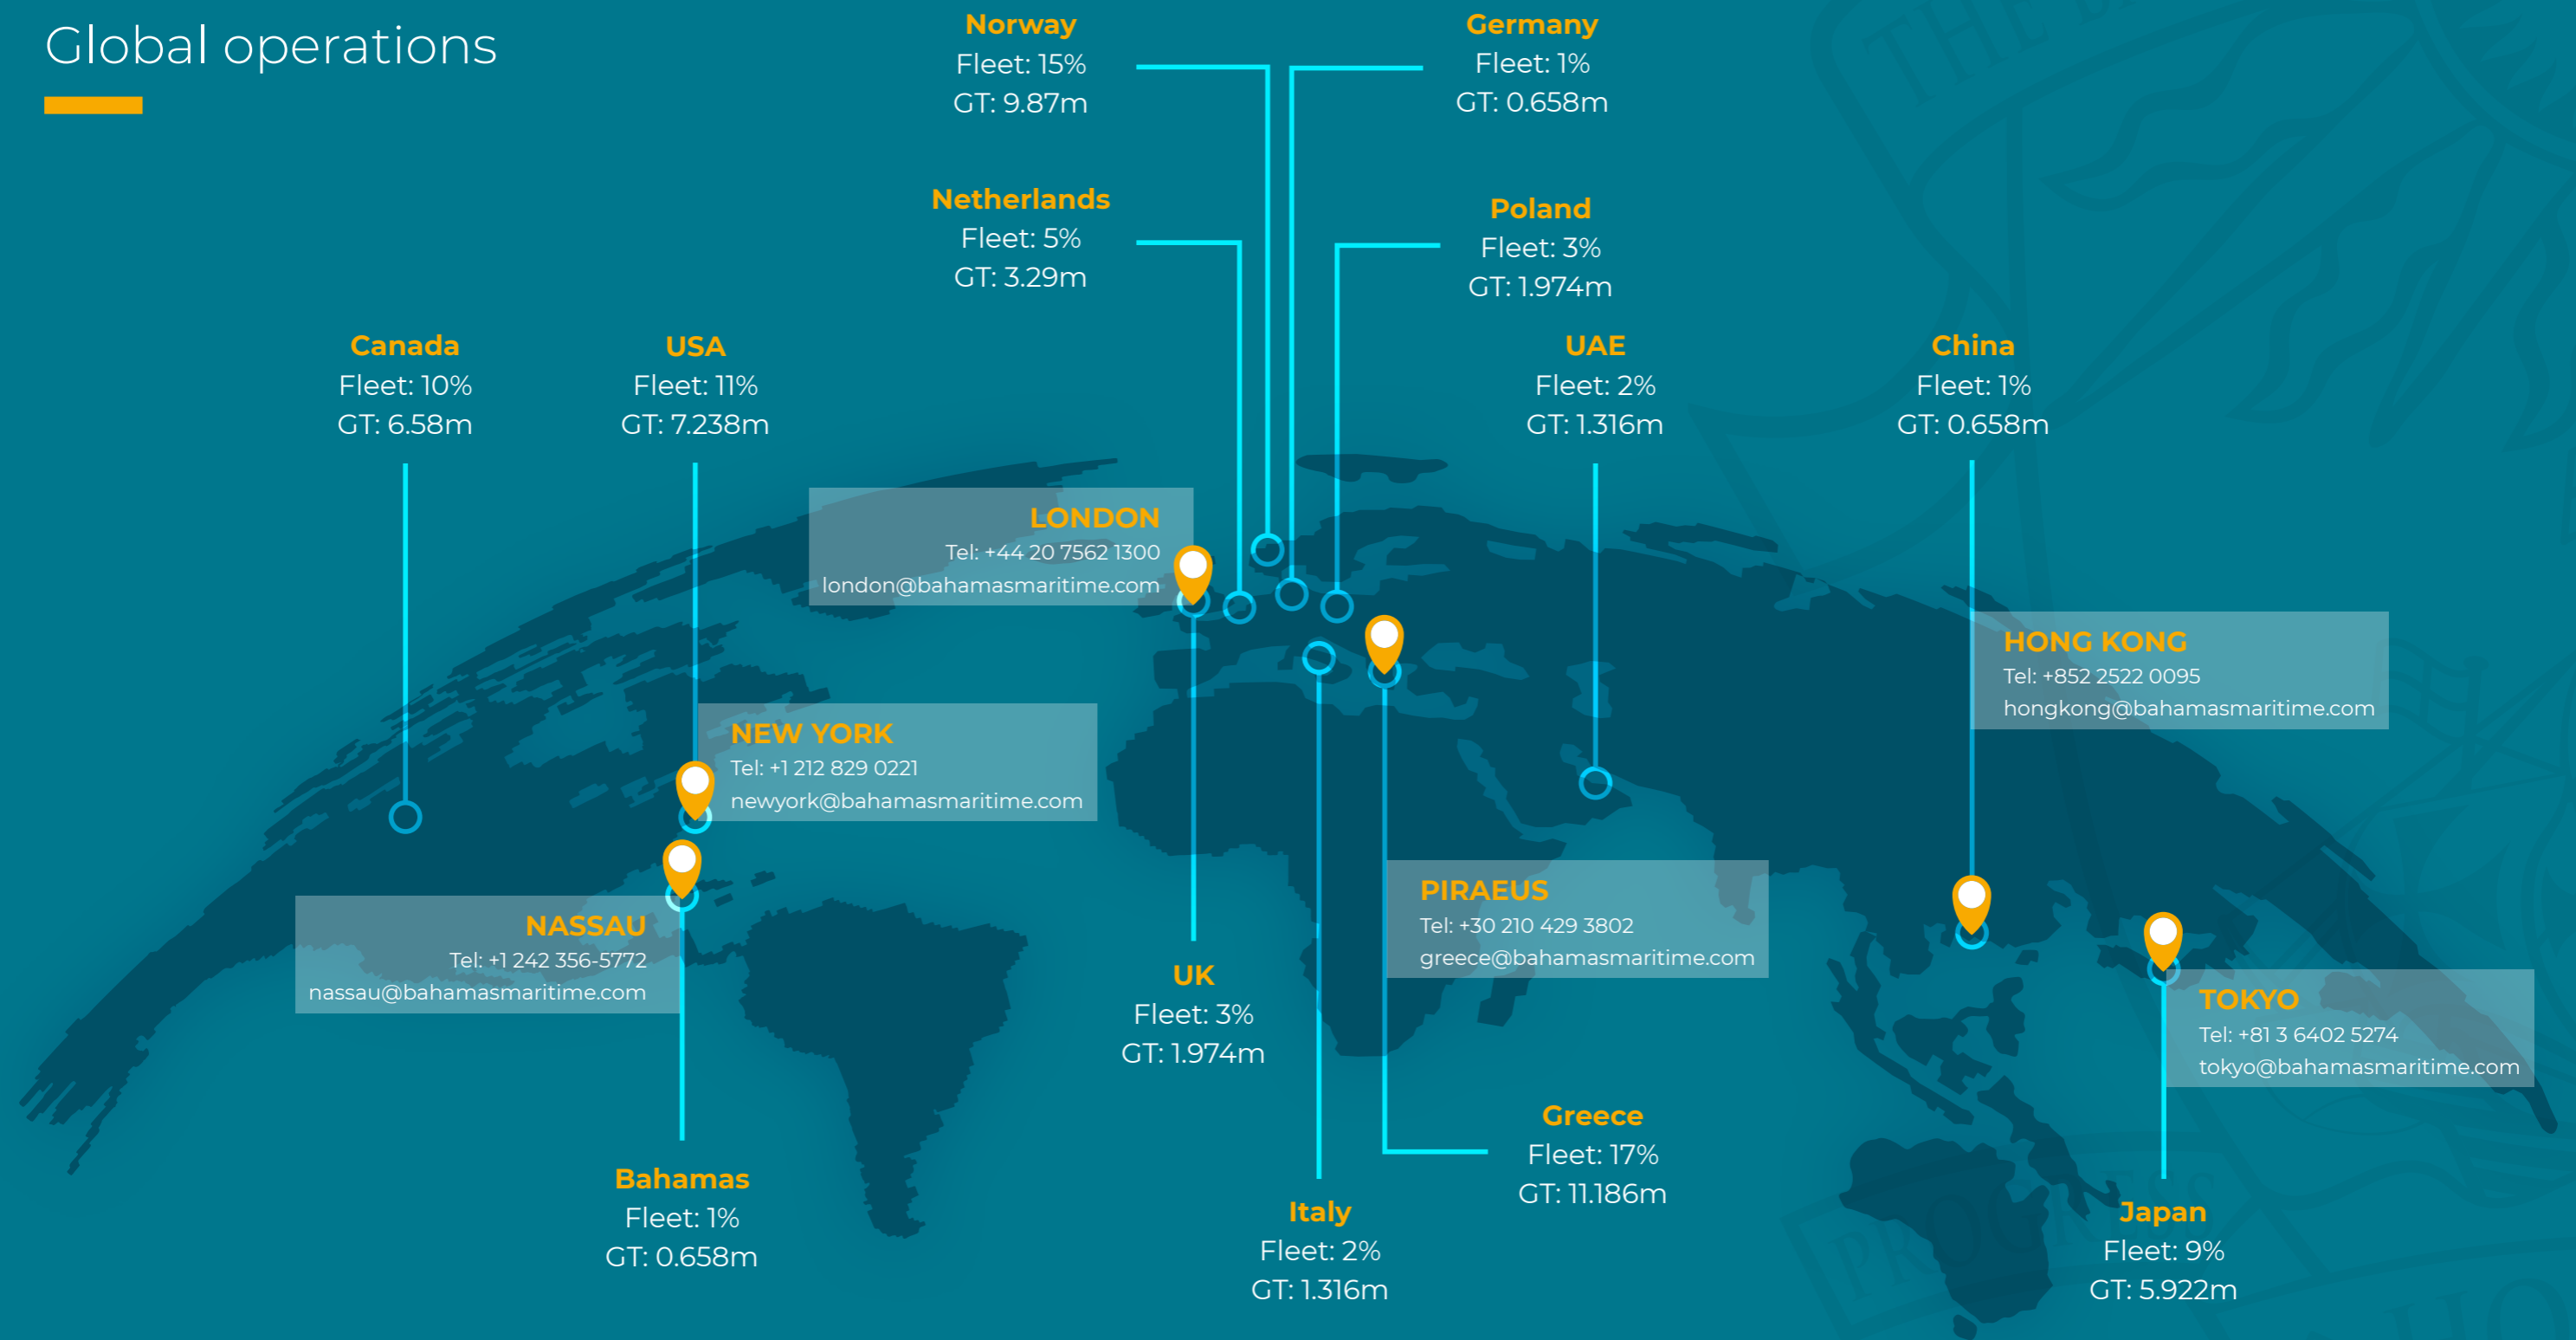 Global operations
Norway
Fleet: 15%
GT: 9.87m
Germany
Fleet: 1%
GT: 0.658m
Netherlands
Fleet: 5%
GT: 3.29m
Poland
Fleet: 3%
GT: 1.974m
Canada
Fleet: 10%
GT: 6.58m
USA
Fleet: 11%
GT: 7.238m
UAE
Fleet: 2%
GT: 1.316m
China
Fleet: 1%
GT: 0.658m
LONDON
Tel: +44 20 7562 1300
london@bahamasmaritime.com
HONG KONG
Tel: +852 2522 0095
hongkong@bahamasmaritime.com
NEW YORK
Tel: +1 212 829 0221
newyork@bahamasmaritime.com
NASSAU
Tel: +1 242 356-5772
nassau@bahamasmaritime.com
PIRAEUS
Tel: +30 210 429 3802
greece@bahamasmaritime.com
TOKYO
Tel: +81 3 6402 5274
tokyo@bahamasmaritime.com
UK
Fleet: 3%
GT: 1.974m
Bahamas
Fleet: 1%
GT: 0.658m
Italy
Fleet: 2%
GT: 1.316m
Greece
Fleet: 17%
GT: 11.186m
Japan
Fleet: 9%
GT: 5.922m
THE
PROGRESS